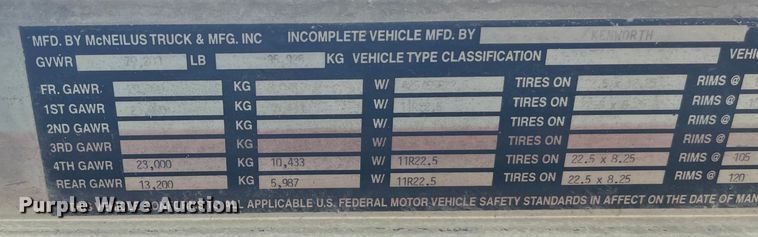 MFD. BY McNEILUS TRUCK & MFG. INC INCOMPLETE VEHICLE MFD. BY KENWORTH
GVWR LB KG VEHICLE TYPE CLASSIFICATION VEHI
FR. GAWR. KG W/ TIRES ON RIMS @
1ST GAWR KG W/ 11R22.5 TIRES ON RIMS @
2ND GAWR KG W/ TIRES ON RIMS @
3RD GAWR KG W/ TIRES ON RIMS @
4TH GAWR 23,000 KG 10,433 W/ 11R22.5 TIRES ON 22.5 x 8.25 RIMS @ 105
REAR GAWR 13,200 KG 5,987 W/ 11R22.5 TIRES ON 22.5 x 8.25 RIMS @ 120
Purple Wave Auction
APPLICABLE U.S. FEDERAL MOTOR VEHICLE SAFETY STANDARDS IN AFFECT ON THE DATE OF MAN